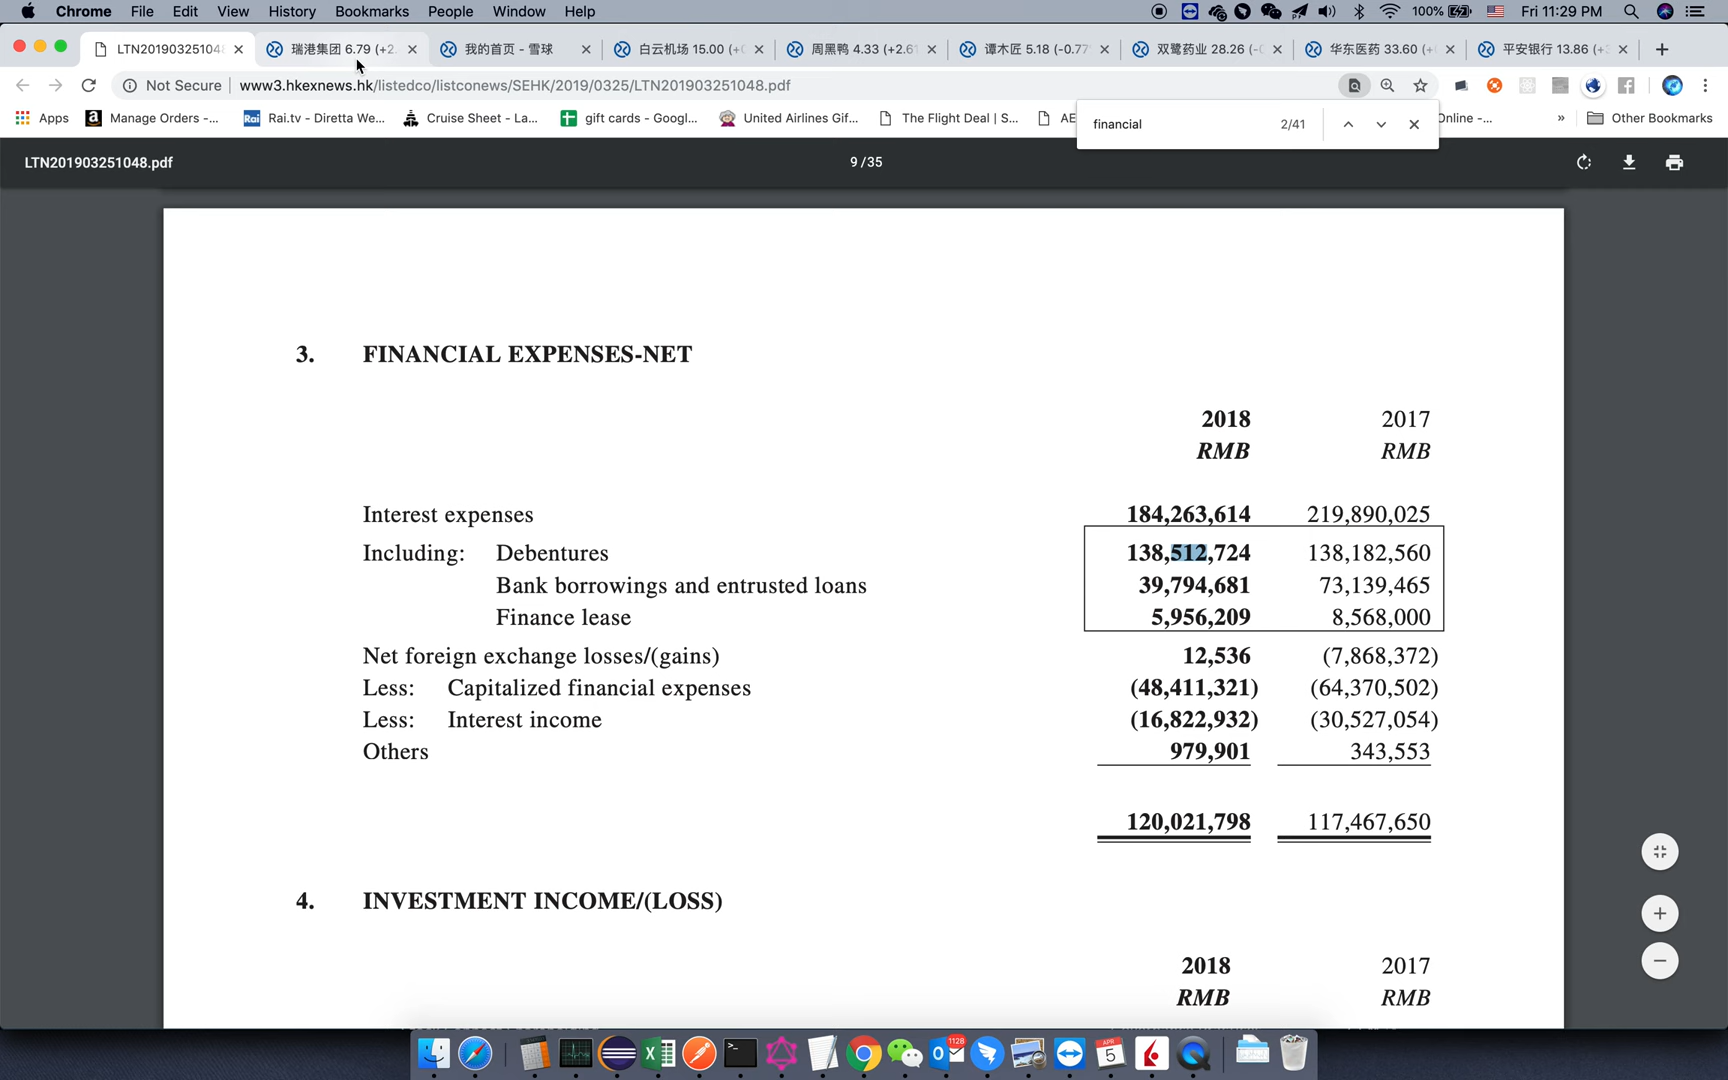 Chrome File Edit View History Bookmarks People Window Help 100% Fri 11:29 PM
LTN201903251048 瑞港集团 6.79 (+2. 我的首页 - 雪球 白云机场 15.00 (+0 周黑鸭 4.33 (+2.61 谭木匠 5.18 (-0.77 双鹭药业 28.26 (-0 华东医药 33.60 (+ 平安银行 13.86 (+
Not Secure www3.hkexnews.hk/listedco/listconews/SEHK/2019/0325/LTN201903251048.pdf
Apps Manage Orders -... Rai.tv - Diretta We... Cruise Sheet - La... gift cards - Googl... United Airlines Gif... The Flight Deal | S... AE Online -... » Other Bookmarks
financial 2/41
LTN201903251048.pdf 9 / 35
3. FINANCIAL EXPENSES-NET
2018 2017
RMB RMB
Interest expenses 184,263,614 219,890,025
Including: Debentures 138,512,724 138,182,560
Bank borrowings and entrusted loans 39,794,681 73,139,465
Finance lease 5,956,209 8,568,000
Net foreign exchange losses/(gains) 12,536 (7,868,372)
Less: Capitalized financial expenses (48,411,321) (64,370,502)
Less: Interest income (16,822,932) (30,527,054)
Others 979,901 343,553
120,021,798 117,467,650
4. INVESTMENT INCOME/(LOSS)
2018 2017
RMB RMB
1128
5